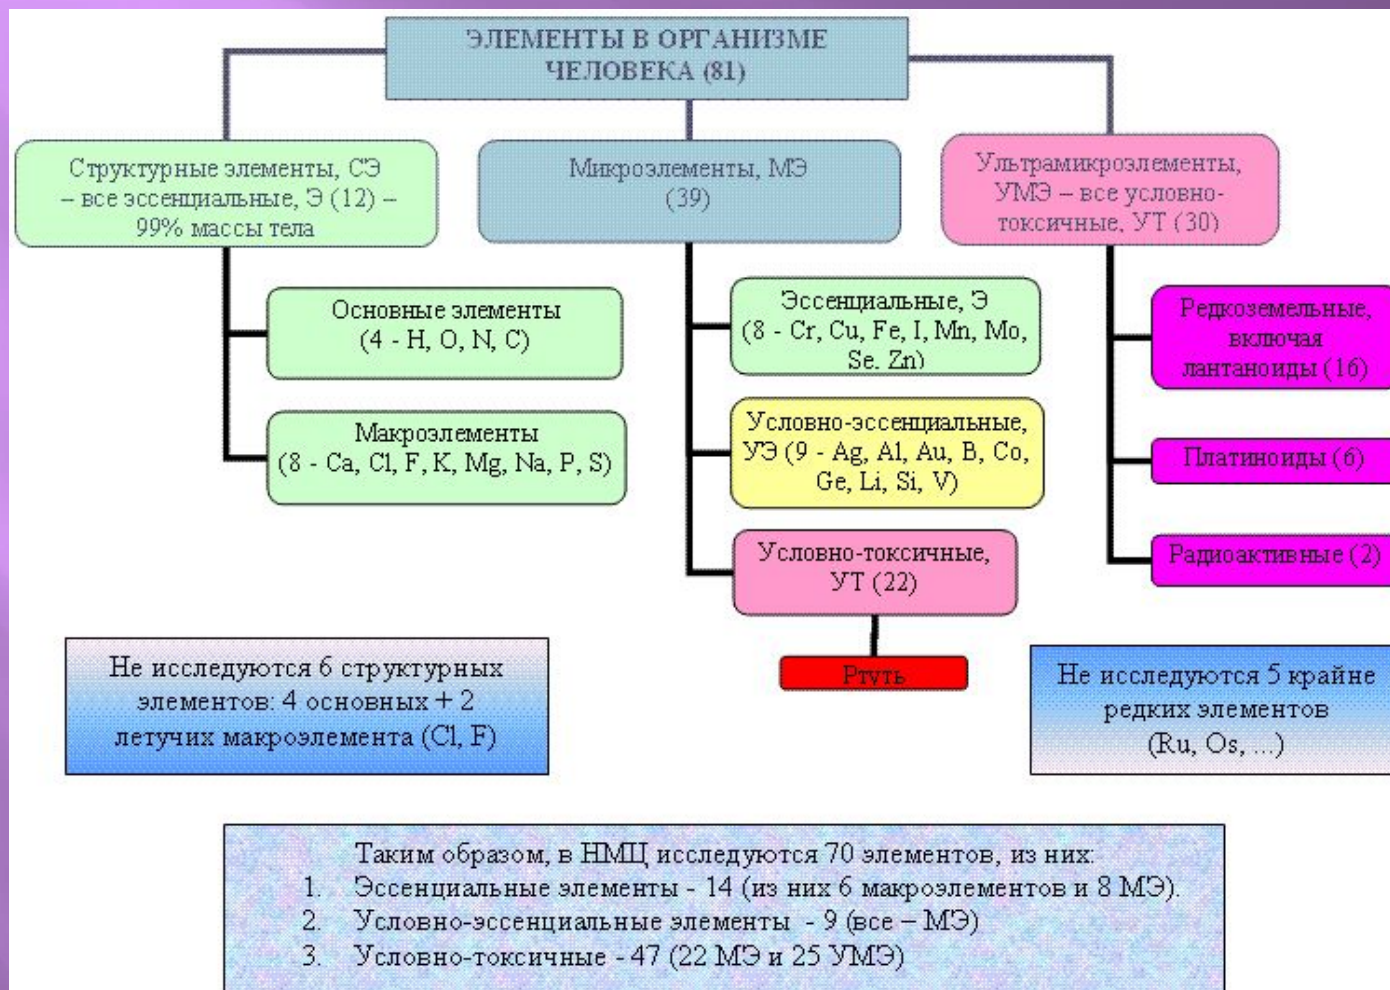 ЭЛЕМЕНТЫ В ОРГАНИЗМЕ
ЧЕЛОВЕКА (81)
Структурные элементы, СЭ
– все эссенциальные, Э (12) –
99% массы тела
Микроэлементы, МЭ
(39)
Ультрамикроэлементы,
УМЭ – все условно-
токсичные, УТ (30)
Основные элементы
(4 - H, O, N, C)
Макроэлементы
(8 - Ca, Cl, F, K, Mg, Na, P, S)
Эссенциальные, Э
(8 - Cr, Cu, Fe, I, Mn, Mo,
Se, Zn)
Условно-эссенциальные,
УЭ (9 - Ag, Al, Au, B, Co,
Ge, Li, Si, V)
Условно-токсичные,
УТ (22)
Ртуть
Редкоземельные,
включая
лантаноиды (16)
Платиноиды (6)
Радиоактивные (2)
Не исследуются 6 структурных
элементов: 4 основных + 2
летучих макроэлемента (Cl, F)
Не исследуются 5 крайне
редких элементов
(Ru, Os, ...)
Таким образом, в НМЦ исследуются 70 элементов, из них:
1. Эссенциальные элементы - 14 (из них 6 макроэлементов и 8 МЭ).
2. Условно-эссенциальные элементы - 9 (все – МЭ)
3. Условно-токсичные - 47 (22 МЭ и 25 УМЭ)